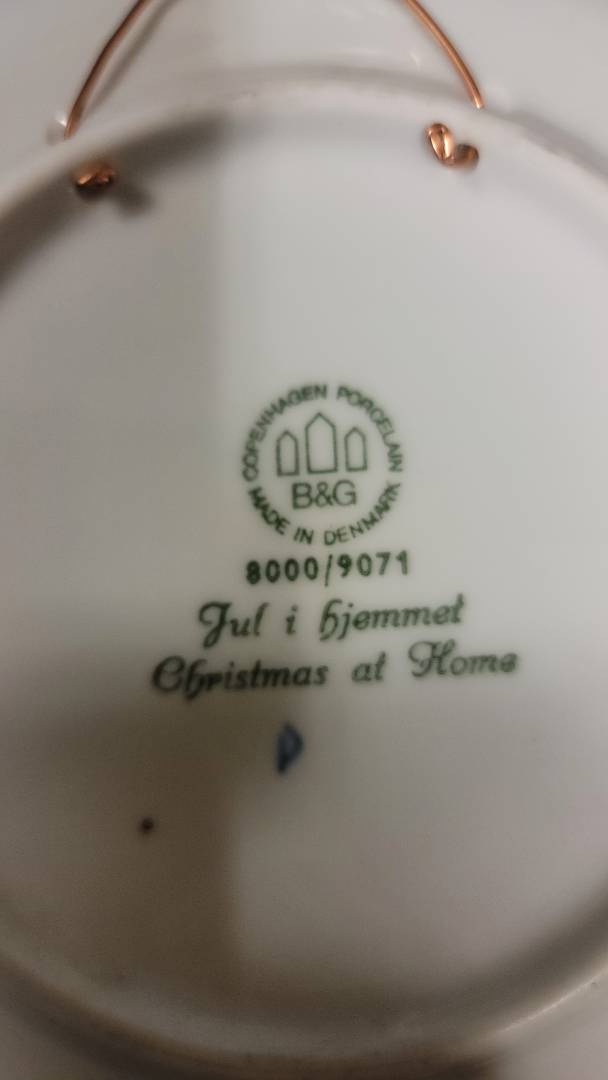 COPENHAGEN PORCELAIN
B&G
MADE IN DENMARK
8000/9071
Jul i hjemmet
Christmas at Home